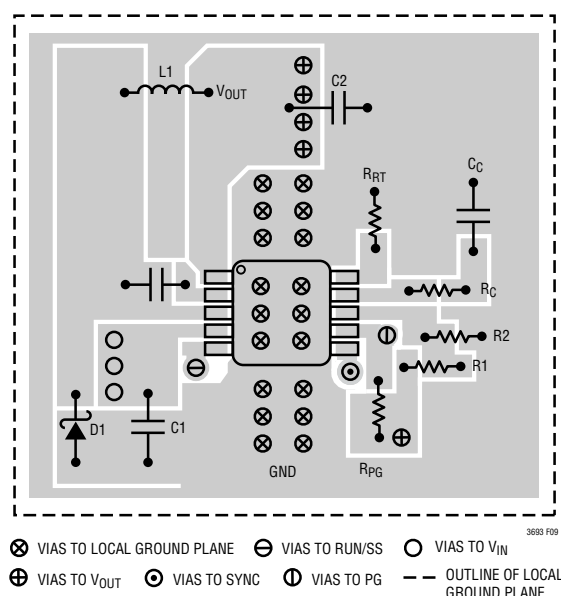 L1
VOUT
C2
RRT
CC
RC
R2
R1
D1
C1
GND
RPG
3693 F09
VIAS TO LOCAL GROUND PLANE
VIAS TO RUN/SS
VIAS TO VIN
VIAS TO VOUT
VIAS TO SYNC
VIAS TO PG
OUTLINE OF LOCAL
GROUND PLANE